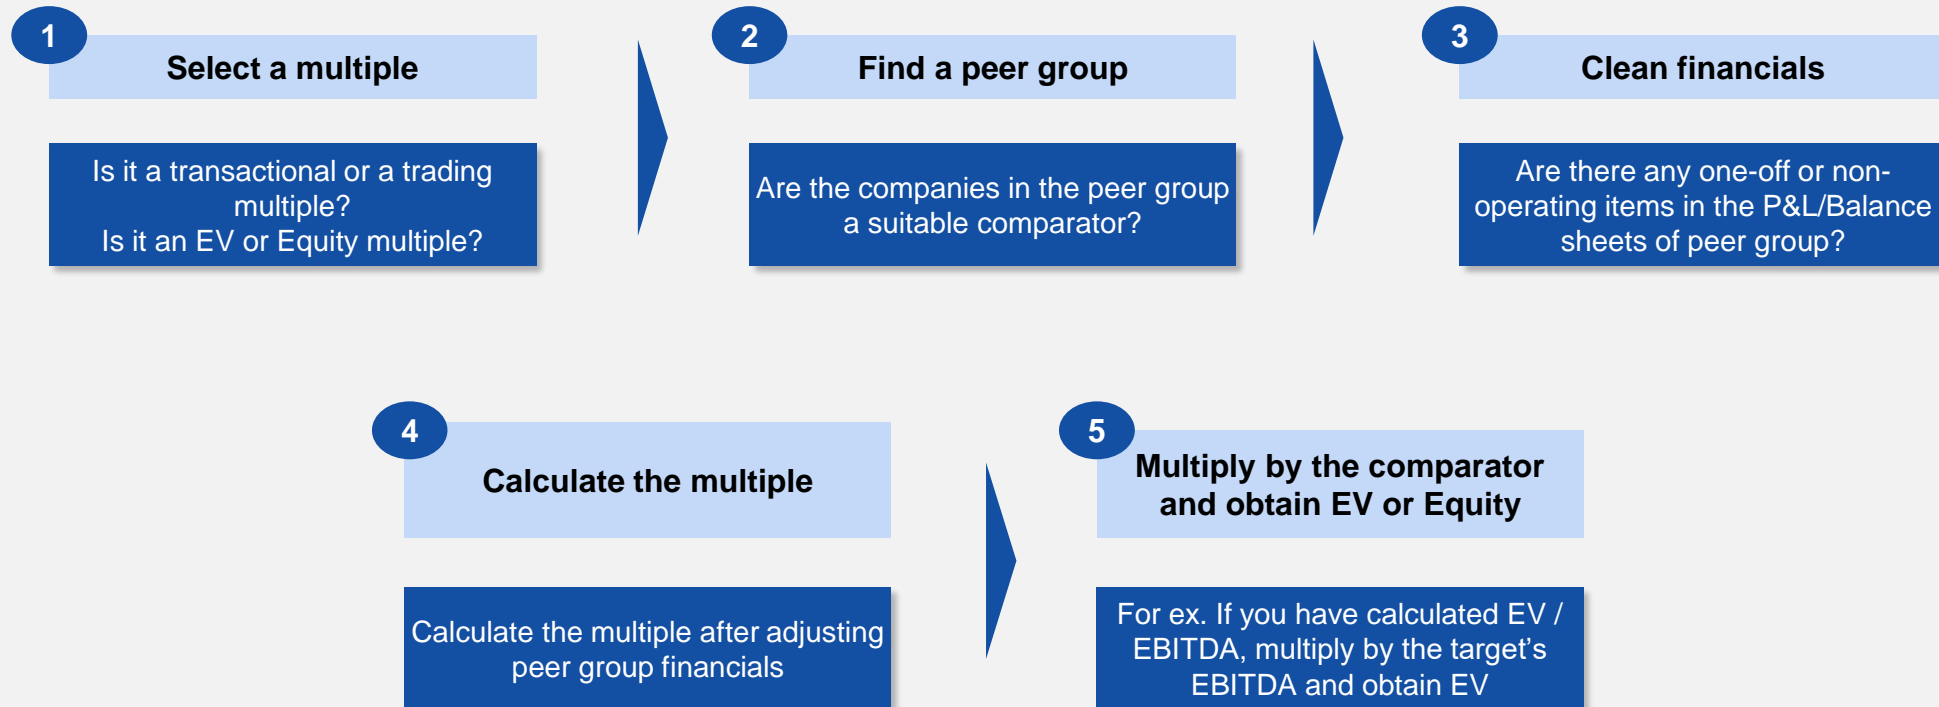 1
Select a multiple
Is it a transactional or a trading
multiple?
Is it an EV or Equity multiple?
2
Find a peer group
Are the companies in the peer group
a suitable comparator?
3
Clean financials
Are there any one-off or non-
operating items in the P&L/Balance
sheets of peer group?
4
Calculate the multiple
Calculate the multiple after adjusting
peer group financials
5
Multiply by the comparator
and obtain EV or Equity
For ex. If you have calculated EV /
EBITDA, multiply by the target’s
EBITDA and obtain EV